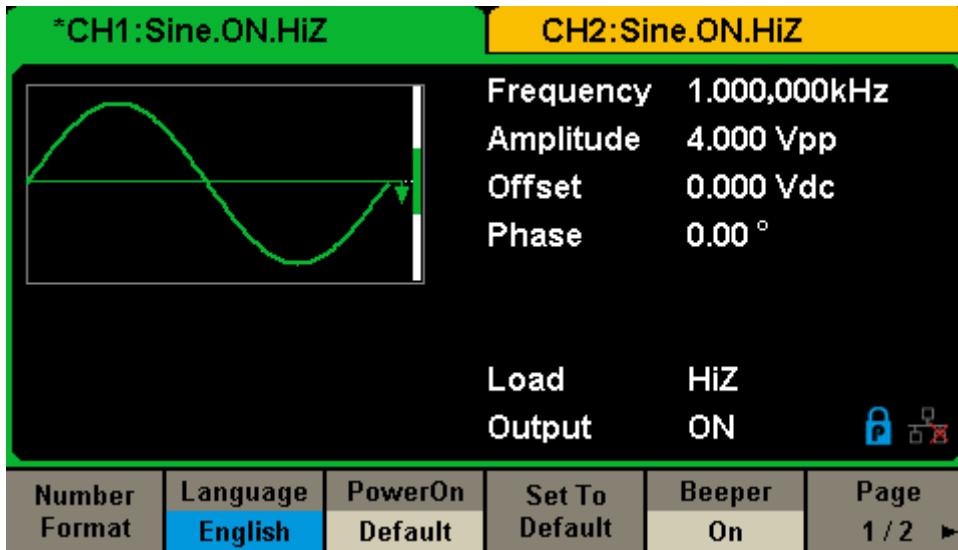 *CH1:Sine.ON.HiZ CH2:Sine.ON.HiZ
Frequency 1.000,000kHz
Amplitude 4.000 Vpp
Offset 0.000 Vdc
Phase 0.00 °
Load HiZ
Output ON
P
Number Format
Language English
PowerOn Default
Set To Default
Beeper On
Page 1/2 ►